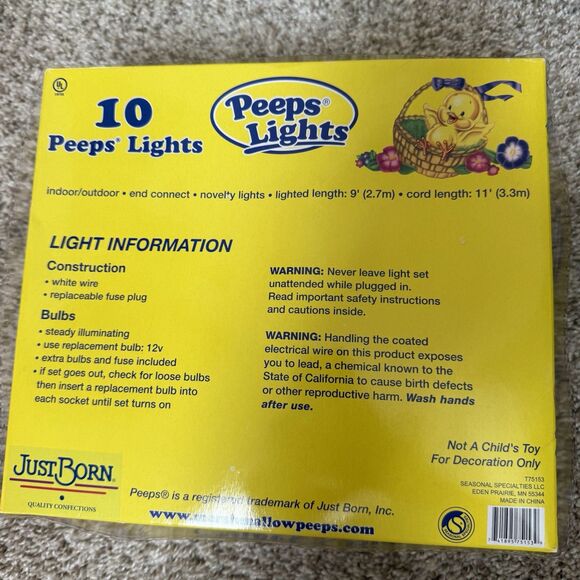 UL
10
Peeps® Lights
Peeps®
Lights
indoor/outdoor • end connect • novelty lights • lighted length: 9' (2.7m) • cord length: 11' (3.3m)
LIGHT INFORMATION
Construction
• white wire
• replaceable fuse plug
Bulbs
• steady illuminating
• use replacement bulb: 12v
• extra bulbs and fuse included
• if set goes out, check for loose bulbs
then insert a replacement bulb into
each socket until set turns on
WARNING: Never leave light set
unattended while plugged in.
Read important safety instructions
and cautions inside.
WARNING: Handling the coated
electrical wire on this product exposes
you to lead, a chemical known to the
State of California to cause birth defects
or other reproductive harm. Wash hands
after use.
Not A Child's Toy
For Decoration Only
T75153
SEASONAL SPECIALTIES LLC
EDEN PRAIRIE, MN 55344
MADE IN CHINA
JUST BORN®
QUALITY CONFECTIONS
Peeps® is a registered trademark of Just Born, Inc.
www.marshmallowpeeps.com